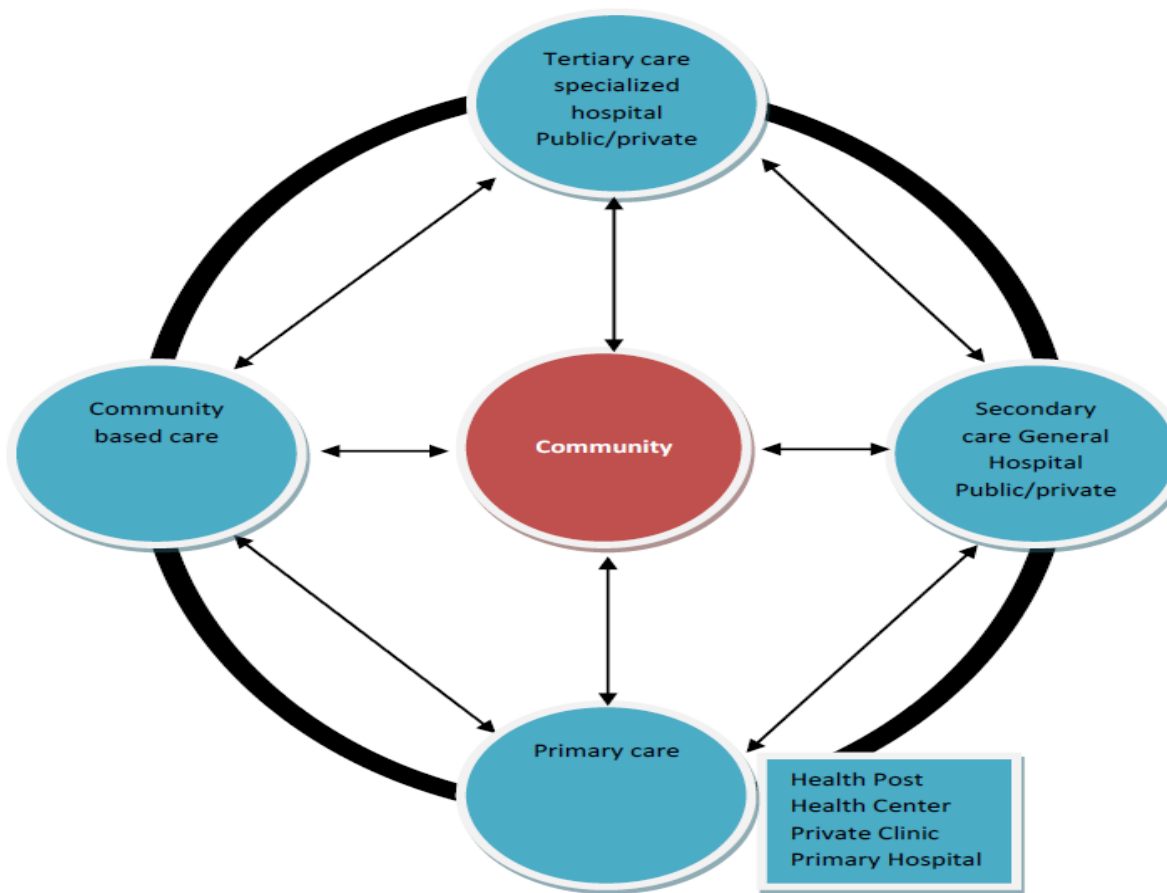 Tertiary care
specialized
hospital
Public/private
Community
based care
Community
Secondary
care General
Hospital
Public/private
Primary care
Health Post
Health Center
Private Clinic
Primary Hospital